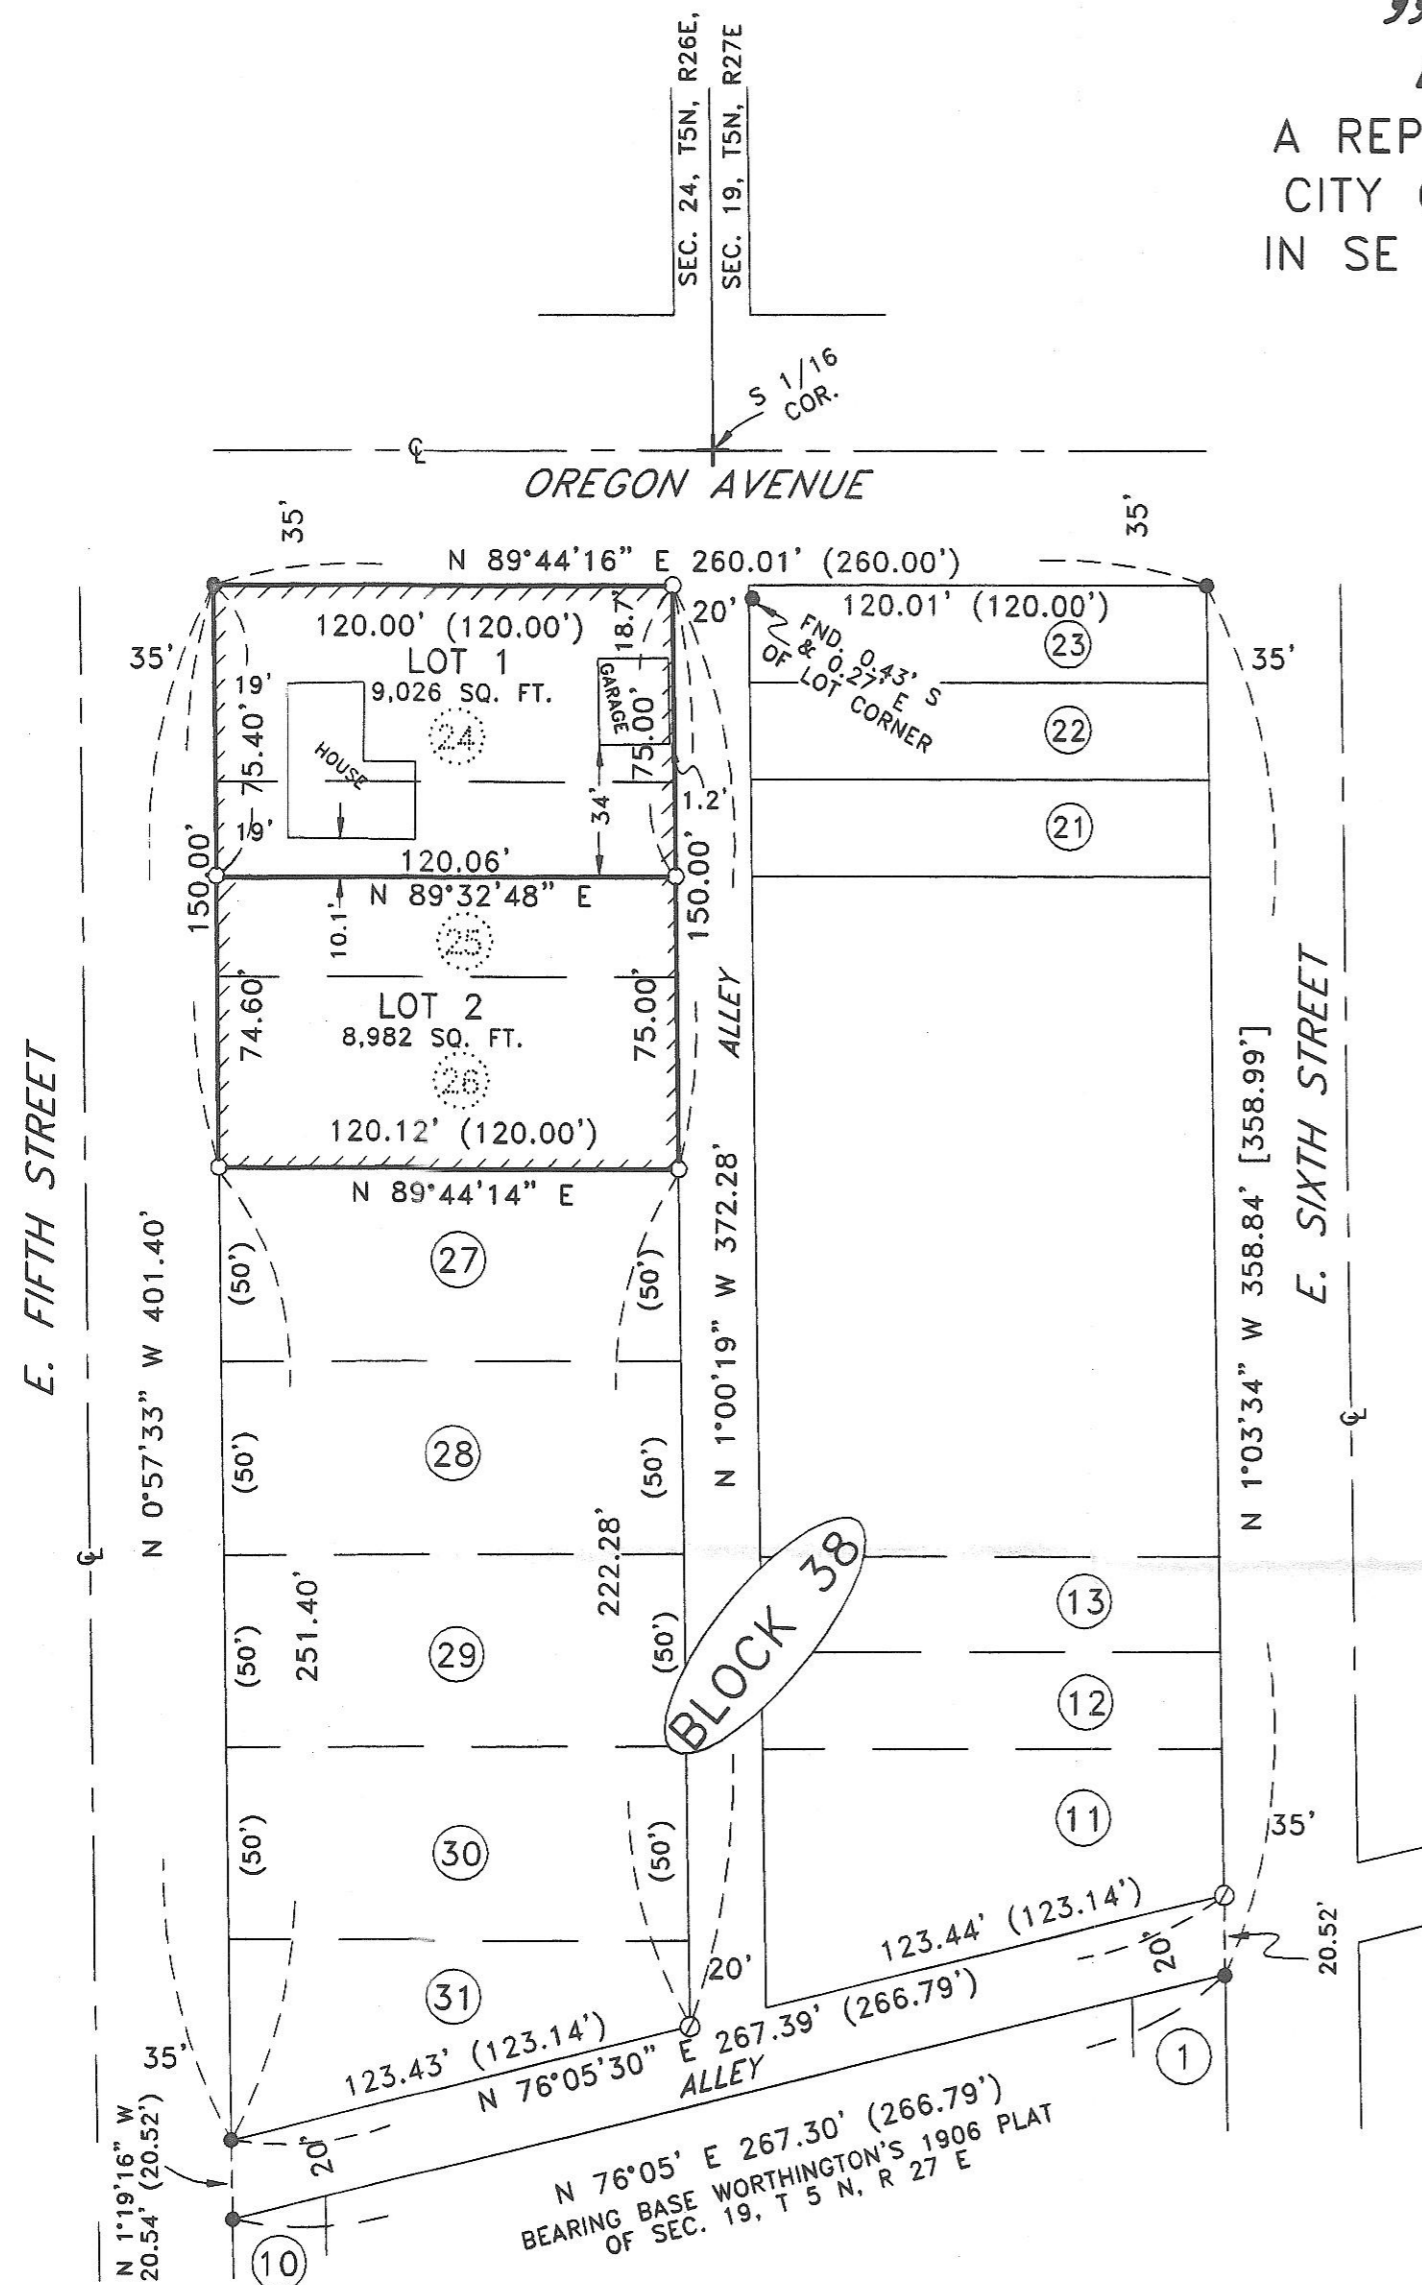 A REP
CITY
IN SE
SEC. 24, T5N, R26E,
SEC. 19, T5N, R27E
S 1/16
COR.
℄
OREGON AVENUE
35'
35'
N 89°44'16" E 260.01' (260.00')
120.00' (120.00')
18.7'
20'
120.01' (120.00')
35'
LOT 1
9,026 SQ. FT.
24
19'
75.40'
19'
HOUSE
GARAGE
75.00'
34'
1.2'
FND. 0.43' S
& 0.27' E
OF LOT CORNER
23
22
21
35'
150.00'
120.06'
N 89°32'48" E
10.1'
150.00'
25
LOT 2
8,982 SQ. FT.
26
74.60'
75.00'
ALLEY
120.12' (120.00')
N 89°44'14" E
E. FIFTH STREET
E. SIXTH STREET
N 0°57'33" W 401.40'
N 1°00'19" W 372.28'
N 1°03'34" W 358.84' [358.99']
℄
℄
(50')
27
(50')
(50')
28
(50')
251.40'
222.28'
(50')
29
(50')
BLOCK 38
13
12
11
(50')
30
(50')
31
35'
20'
35'
123.43' (123.14')
123.44' (123.14')
20'
20.52'
N 76°05'30" E 267.39' (266.79')
ALLEY
1
N 1°19'16" W
20.54' (20.52')
20'
10
N 76°05' E 267.30' (266.79')
BEARING BASE WORTHINGTON'S 1906 PLAT
OF SEC. 19, T 5 N, R 27 E